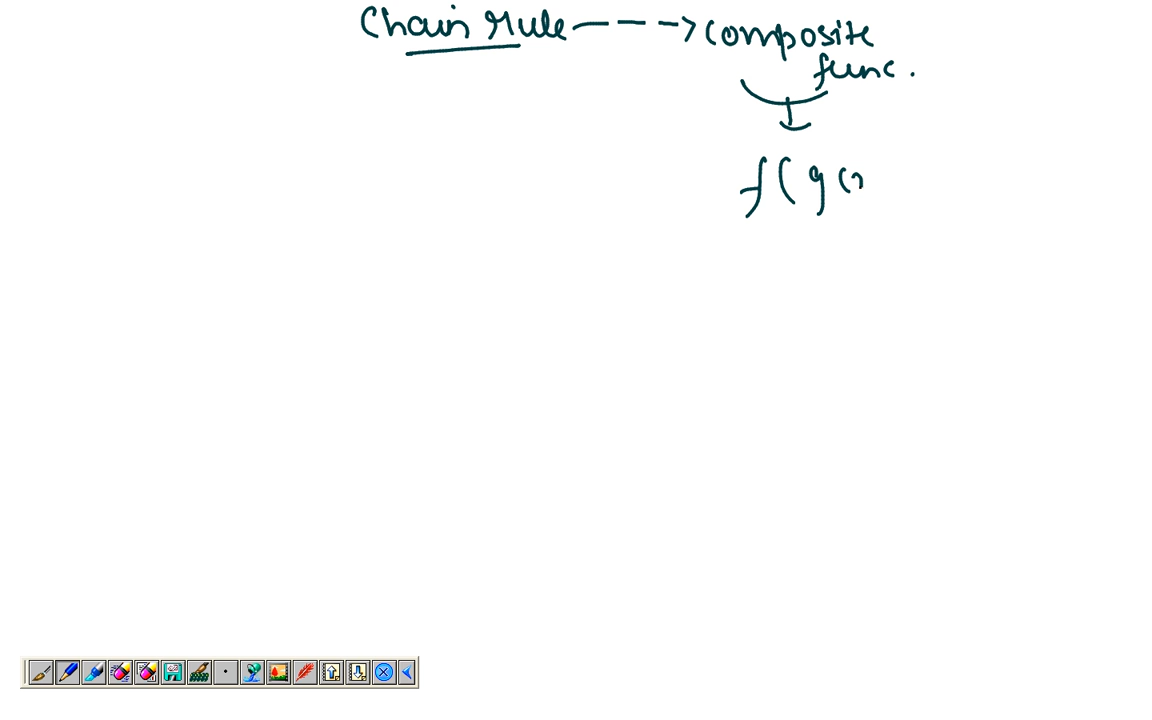 Chain Rule ---> composite
func.
f(g(x